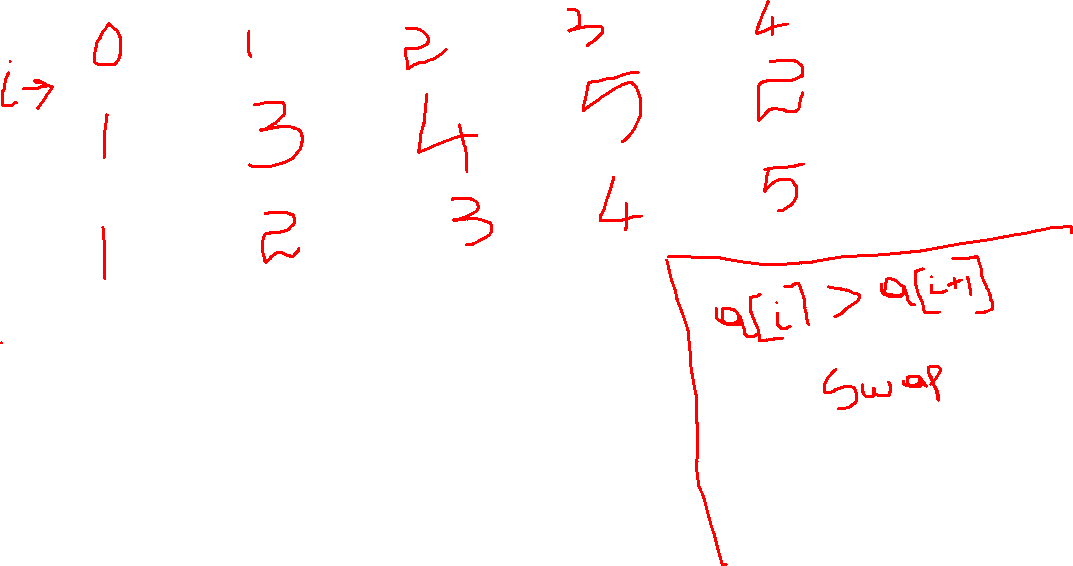 0 1 2 3 4
i →
1 3 4 5 2
1 2 3 4 5
a[i] > a[i+1]
swap